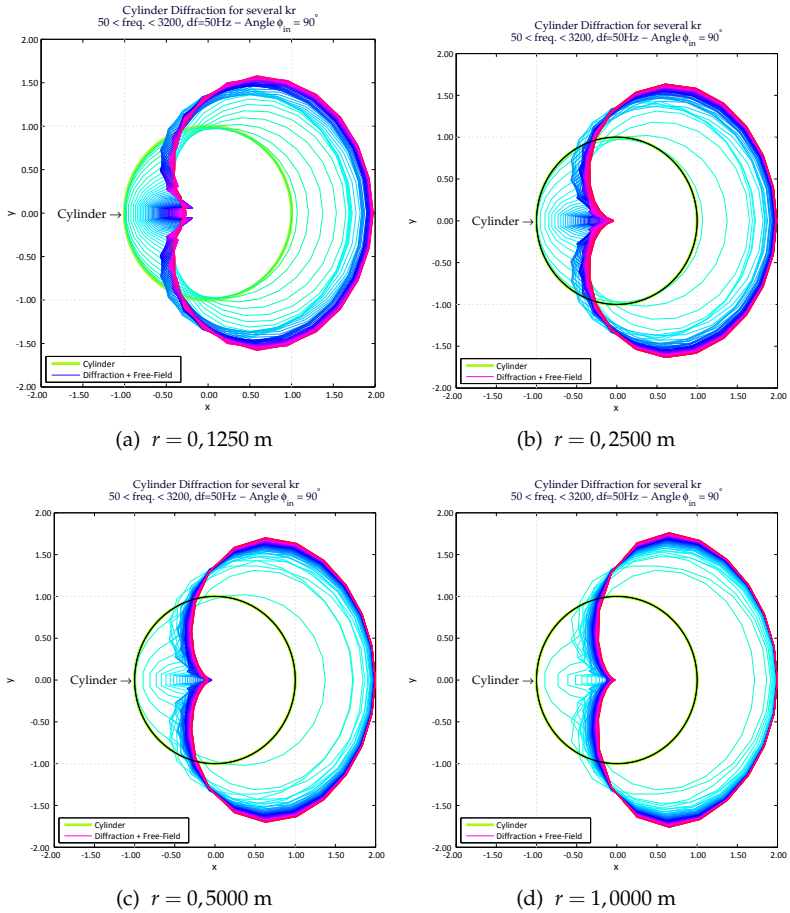 Cylinder Diffraction for several kr
50 < freq. < 3200, df=50Hz − Angle ϕin = 90°
2.00
1.50
1.00
0.50
y
0.00
Cylinder →
-0.50
-1.00
-1.50
Cylinder
Diffraction + Free-Field
-2.00
-2.00 -1.50 -1.00 -0.50 0.00 0.50 1.00 1.50 2.00
x
(a) r = 0,1250 m
Cylinder Diffraction for several kr
50 < freq. < 3200, df=50Hz − Angle ϕin = 90°
2.00
1.50
1.00
0.50
y
0.00
Cylinder →
-0.50
-1.00
-1.50
Cylinder
Diffraction + Free-Field
-2.00
-2.00 -1.50 -1.00 -0.50 0.00 0.50 1.00 1.50 2.00
x
(b) r = 0,2500 m
Cylinder Diffraction for several kr
50 < freq. < 3200, df=50Hz − Angle ϕin = 90°
2.00
1.50
1.00
0.50
y
0.00
Cylinder →
-0.50
-1.00
-1.50
Cylinder
Diffraction + Free-Field
-2.00
-2.00 -1.50 -1.00 -0.50 0.00 0.50 1.00 1.50 2.00
x
(c) r = 0,5000 m
Cylinder Diffraction for several kr
50 < freq. < 3200, df=50Hz − Angle ϕin = 90°
2.00
1.50
1.00
0.50
y
0.00
Cylinder →
-0.50
-1.00
-1.50
Cylinder
Diffraction + Free-Field
-2.00
-2.00 -1.50 -1.00 -0.50 0.00 0.50 1.00 1.50 2.00
x
(d) r = 1,0000 m